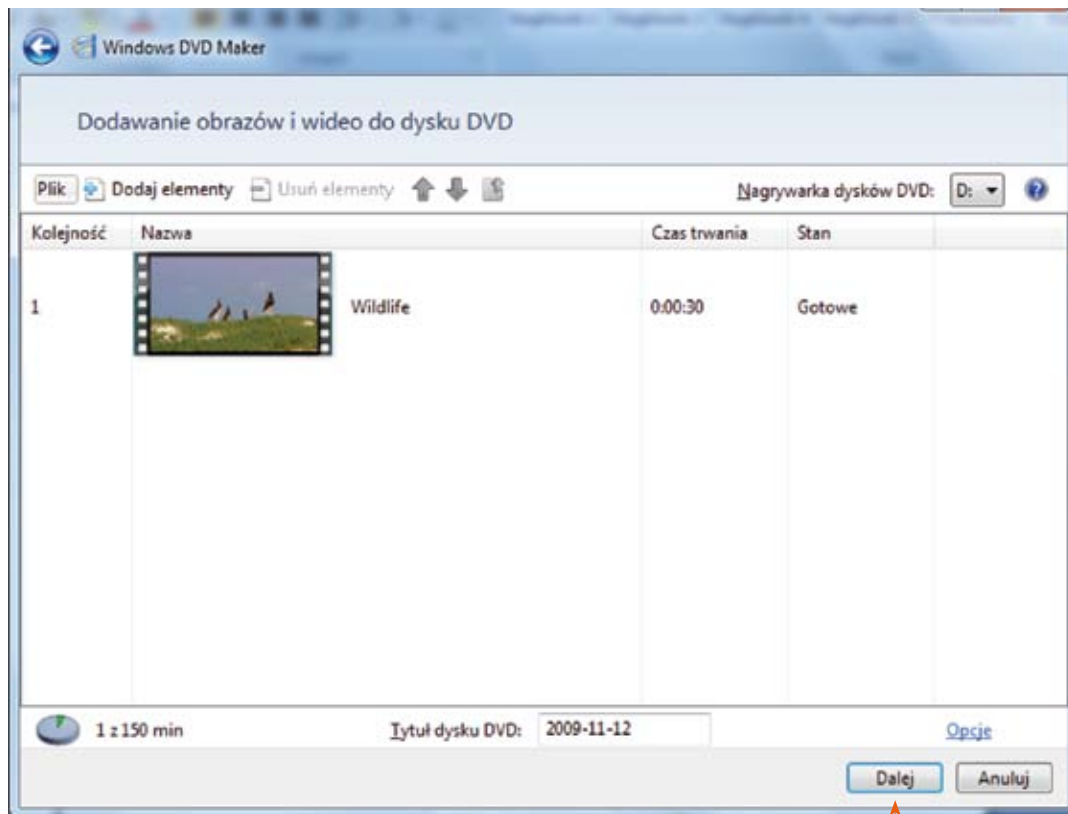 Windows DVD Maker
Dodawanie obrazów i wideo do dysku DVD
Plik Dodaj elementy Usuń elementy Nagrywarka dysków DVD: D:
Kolejność Nazwa Czas trwania Stan
1 Wildlife 0:00:30 Gotowe
1 z 150 min Tytuł dysku DVD: 2009-11-12 Opcje
Dalej Anuluj